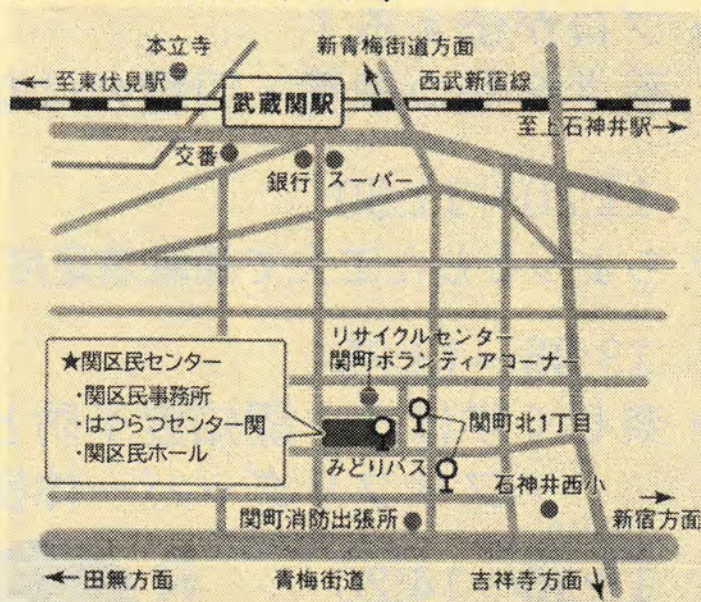 本立寺
新青梅街道方面
←至東伏見駅
西武新宿線
武蔵関駅
至上石神井駅→
交番
銀行
スーパー
リサイクルセンター
関町ボランティアコーナー
★関区民センター
・関区民事務所
・はつらつセンター関
・関区民ホール
関町北1丁目
みどりバス
石神井西小
関町消防出張所
新宿方面
←田無方面
青梅街道
吉祥寺方面